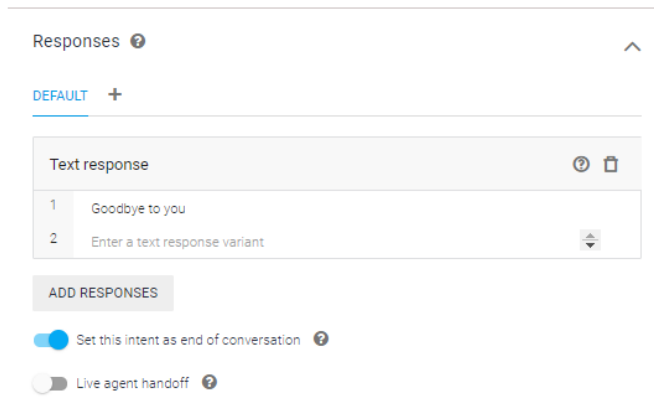 Responses
DEFAULT +
Text response
1 Goodbye to you
2 Enter a text response variant
ADD RESPONSES
Set this intent as end of conversation
Live agent handoff